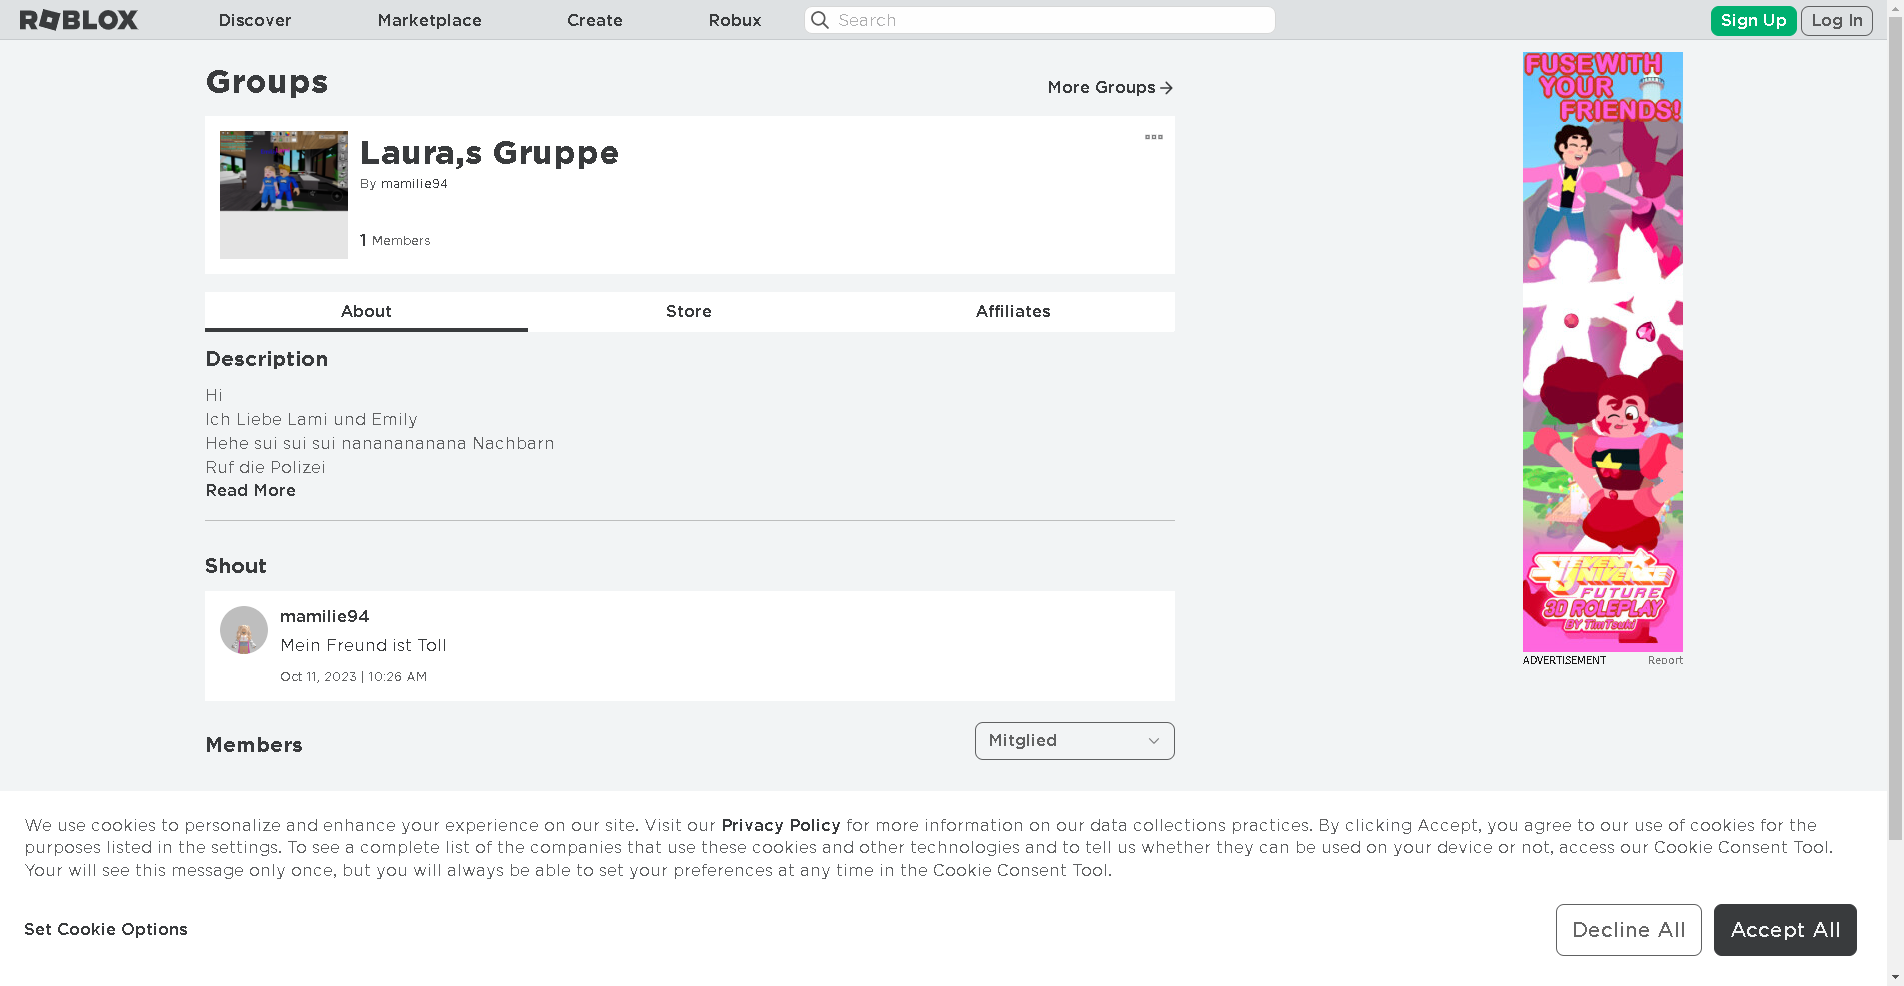 ROBLOX
Discover
Marketplace
Create
Robux
Search
Sign Up
Log In
Groups
More Groups
Laura,s Gruppe
By mamilie94
1 Members
About
Store
Affiliates
Description
Hi
Ich Liebe Lami und Emily
Hehe sui sui sui nanananana Nachbarn
Ruf die Polizei
Read More
Shout
mamilie94
Mein Freund ist Toll
Oct 11, 2023 | 10:26 AM
Members
Mitglied
FUSE WITH
YOUR
FRIENDS!
STEVEN
UNIVERSE
FUTURE
3D ROLEPLAY
BY TimTsuki
ADVERTISEMENT
Report
We use cookies to personalize and enhance your experience on our site. Visit our Privacy Policy for more information on our data collections practices. By clicking Accept, you agree to our use of cookies for the
purposes listed in the settings. To see a complete list of the companies that use these cookies and other technologies and to tell us whether they can be used on your device or not, access our Cookie Consent Tool.
Your will see this message only once, but you will always be able to set your preferences at any time in the Cookie Consent Tool.
Set Cookie Options
Decline All
Accept All